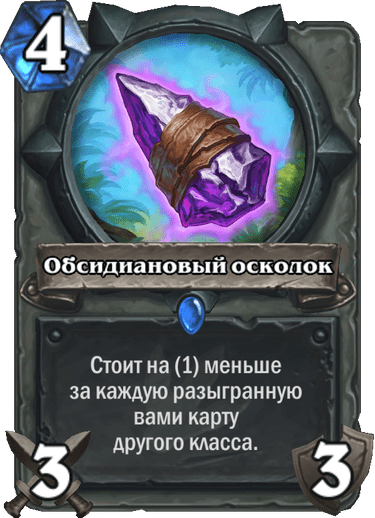 4
Обсидиановый осколок
Стоит на (1) меньше
за каждую разыгранную
вами карту
другого класса.
3
3